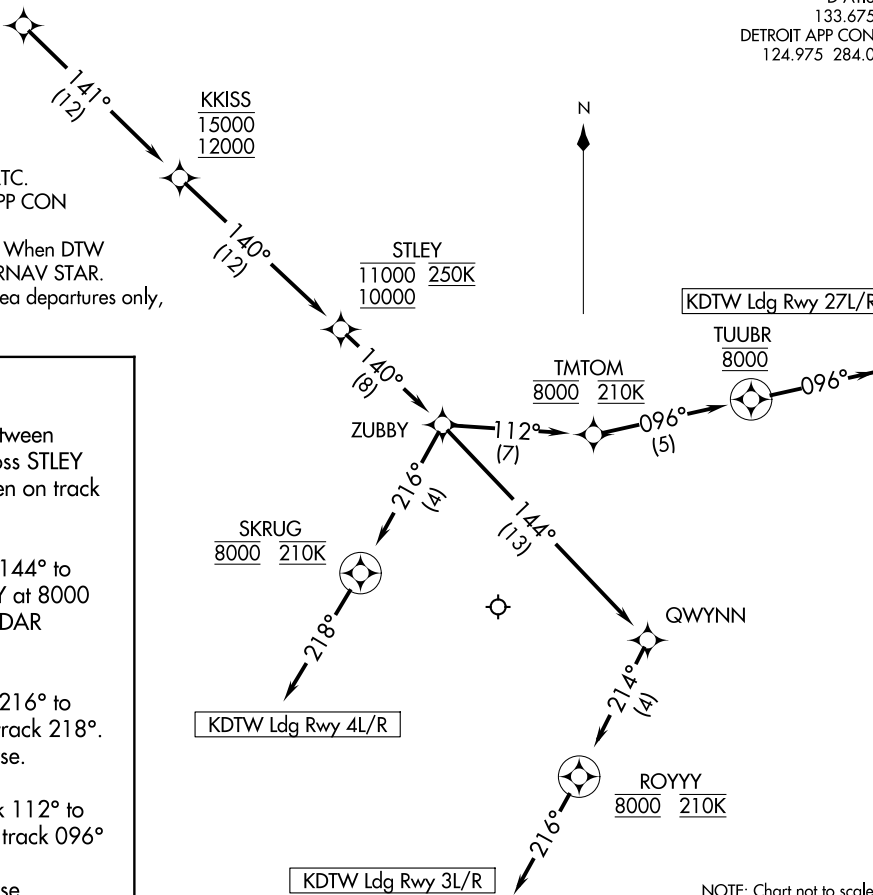 133.675
DETROIT APP CON
124.975 284.0
141°
(12)
KKISS
15000
12000
N
TC.
PP CON
When DTW
RNAV STAR.
ea departures only,
140°
(12)
STLEY
11000 250K
10000
KDTW Ldg Rwy 27L/R
TUUBR
8000
140°
(8)
TMTOM
8000 210K
096°
ZUBBY
112°
(7)
096°
(5)
tween
oss STLEY
en on track
216°
(4)
144°
(13)
SKRUG
8000 210K
144° to
Y at 8000
DAR
QWYNN
218°
214°
(4)
216° to
track 218°.
se.
KDTW Ldg Rwy 4L/R
ROYYY
8000 210K
k 112° to
track 096°
216°
se.
KDTW Ldg Rwy 3L/R
NOTE: Chart not to scale